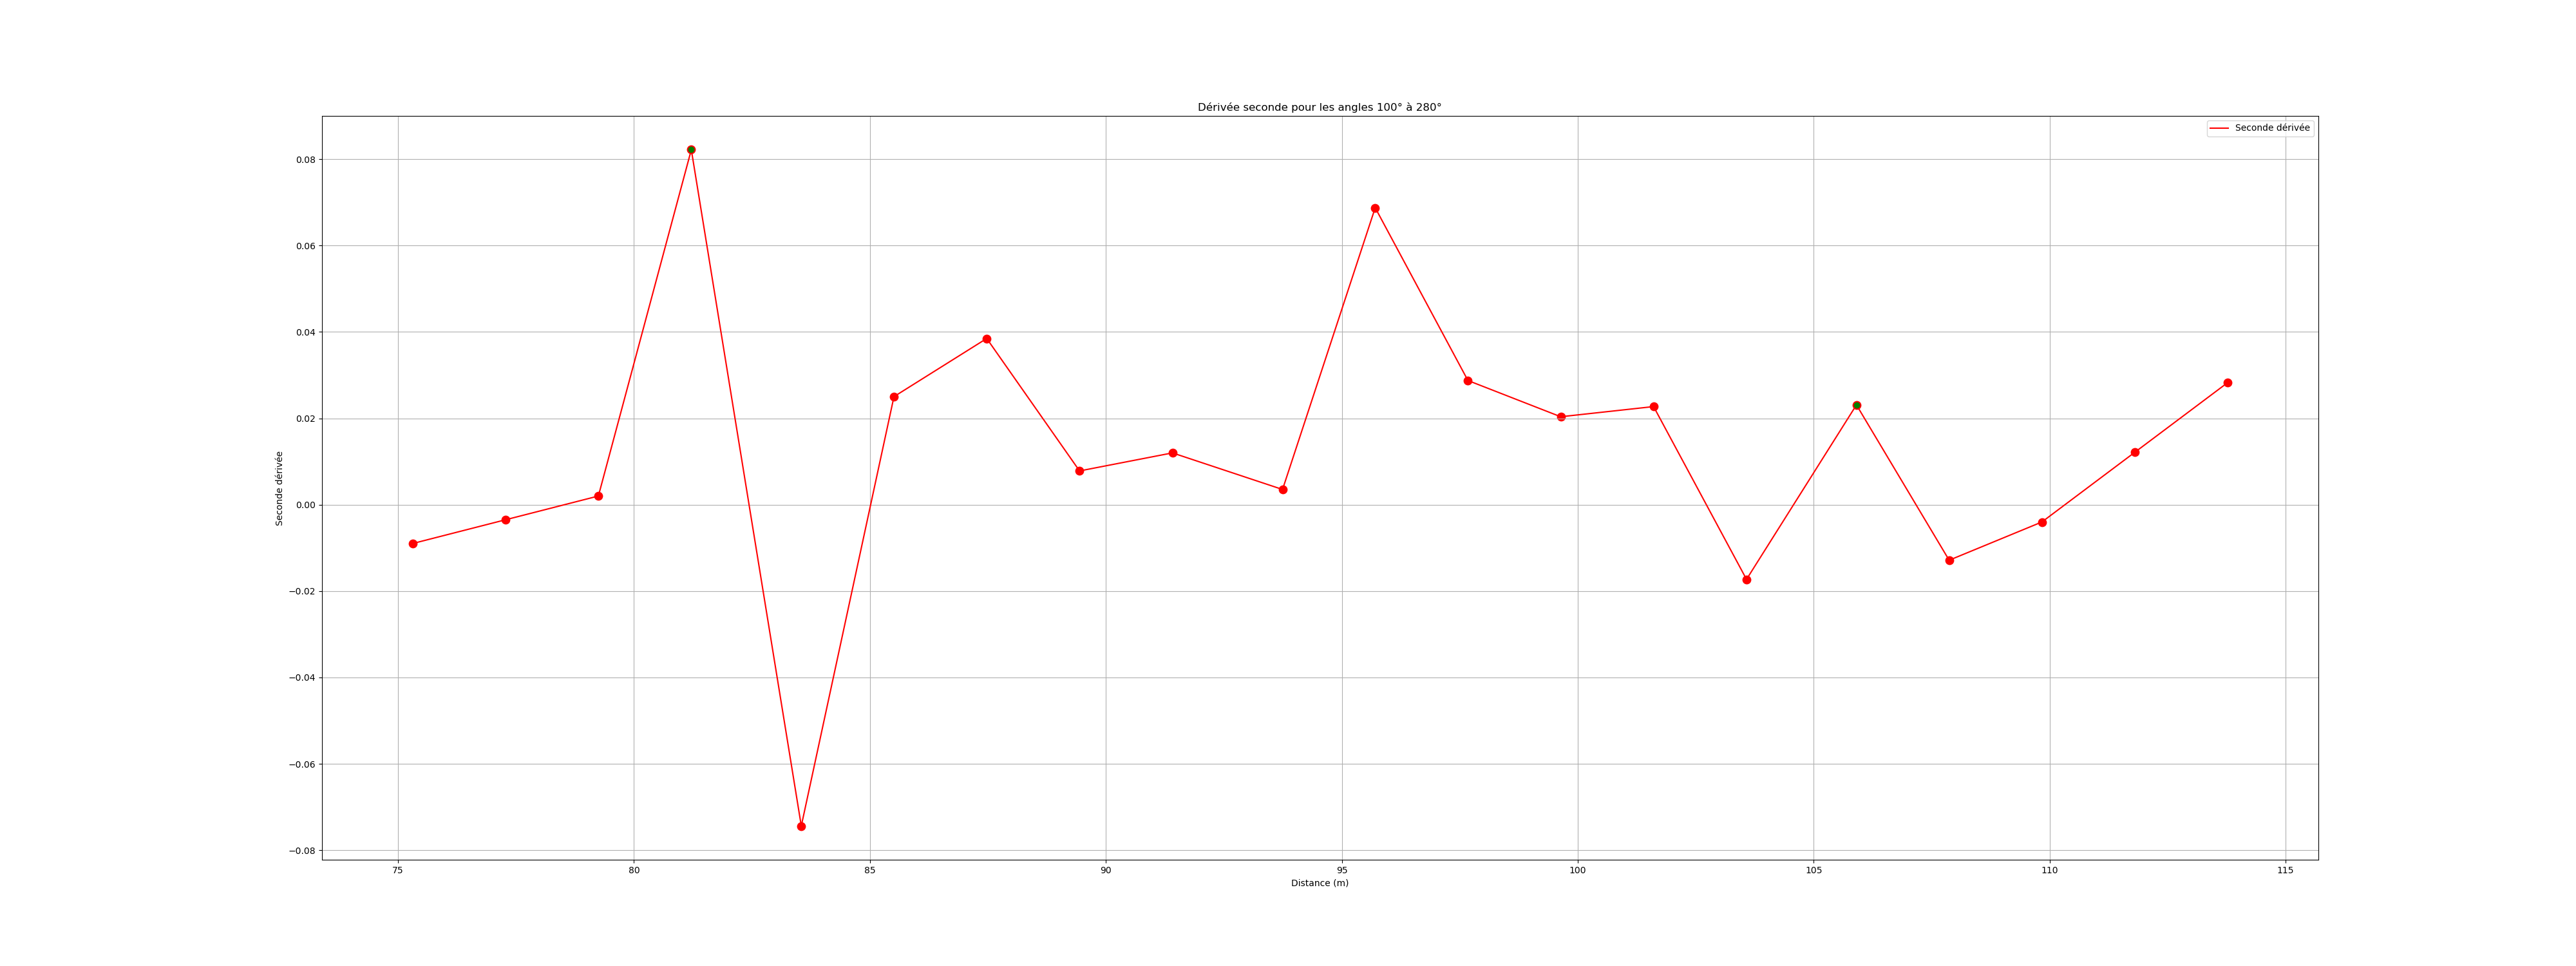 Dérivée seconde pour les angles 100° à 280°
Seconde dérivée
0.08
0.06
0.04
0.02
0.00
−0.02
−0.04
−0.06
−0.08
Seconde dérivée
75 80 85 90 95 100 105 110 115
Distance (m)